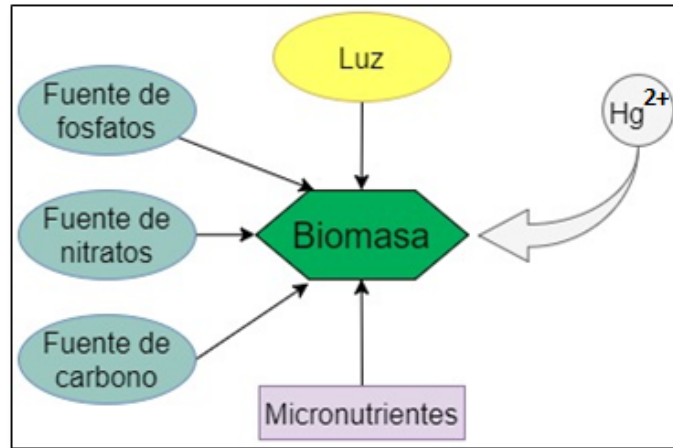 Luz
Fuente de
fosfatos
Hg2+
Fuente de
nitratos
Biomasa
Fuente de
carbono
Micronutrientes